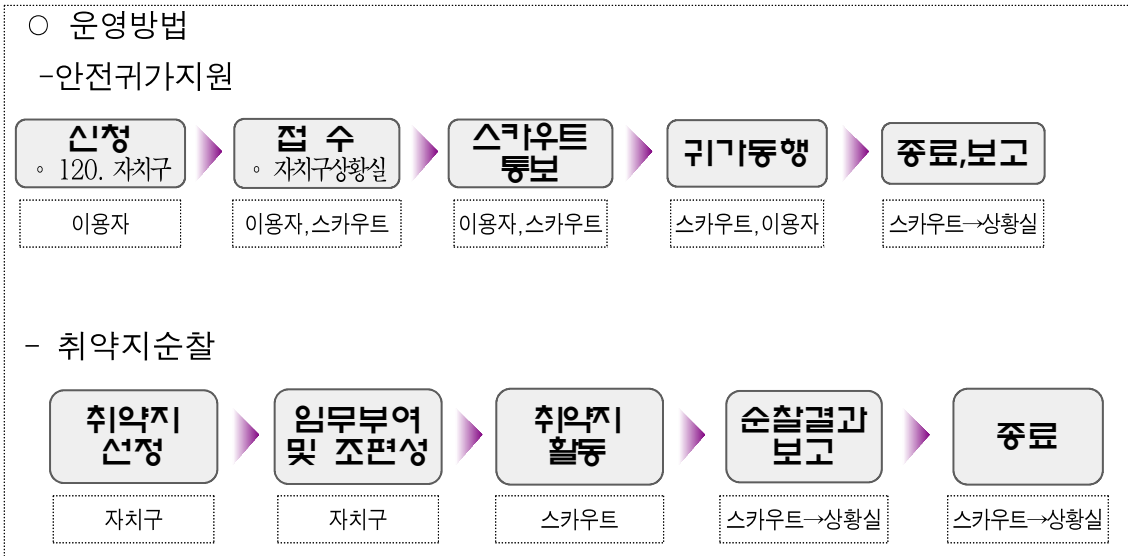 ○ 운영방법
-안전귀가지원
신청
◦ 120. 자치구
접 수
◦ 자치구상황실
스카우트
통보
귀가동행
종료,보고
이용자
이용자,스카우트
이용자,스카우트
스카우트,이용자
스카우트→상황실
- 취약지순찰
취약지
선정
임무부여
및 조편성
취약지
활동
순찰결과
보고
종료
자치구
자치구
스카우트
스카우트→상황실
스카우트→상황실